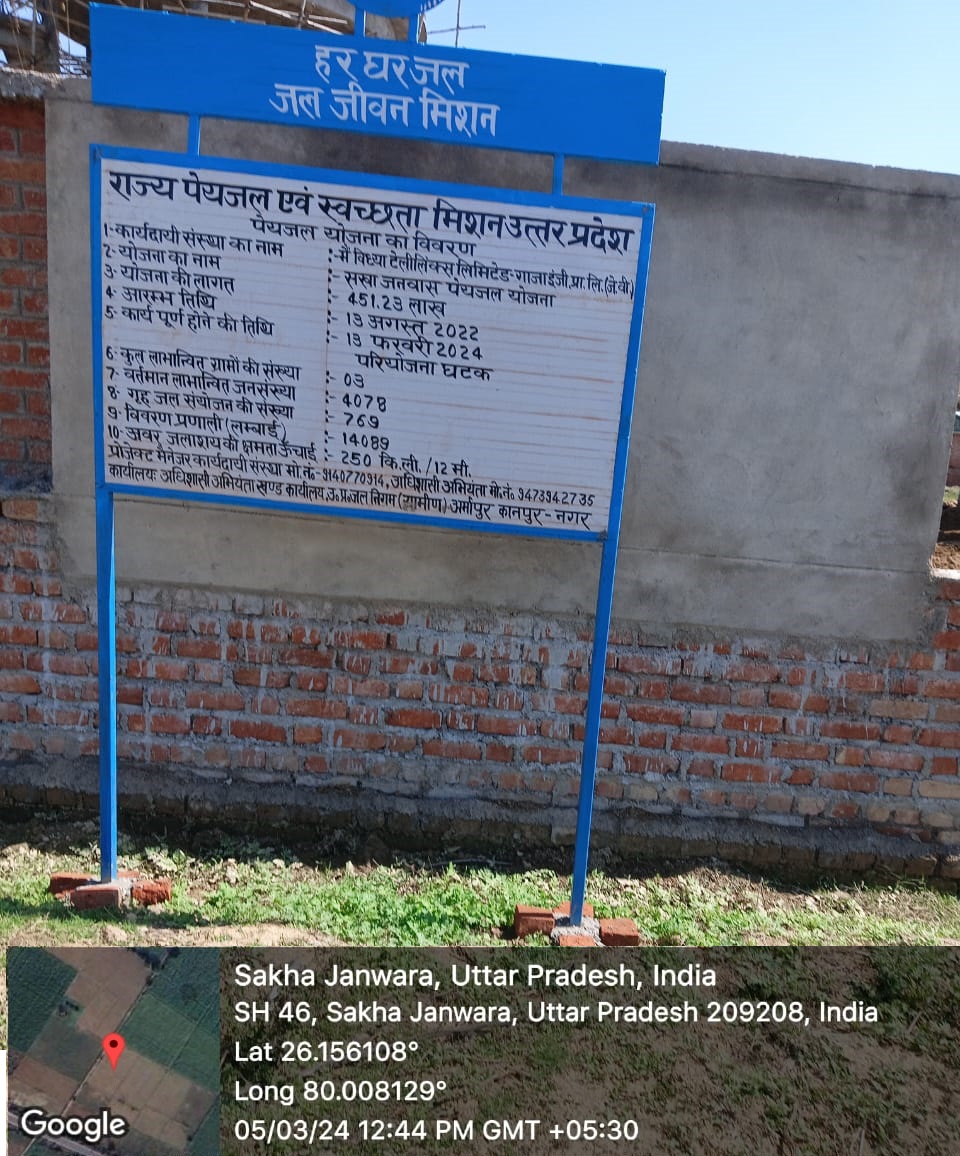 हर घर जल
जल जीवन मिशन
राज्य पेयजल एवं स्वच्छता मिशन उत्तर प्रदेश
पेयजल योजना का विवरण
1- कार्यदायी संस्था का नाम :- मै विध्या टेलीलिंक्स लिमिटेड-गाजाइंजी.प्रा.लि.(जे.वी)
2- योजना का नाम :- सखा जनवास पेयजल योजना
3- योजना की लागत :- 451.23 लाख
4- आरम्भ तिथि :- 13 अगस्त 2022
5- कार्य पूर्ण होने की तिथि :- 13 फरवरी 2024
परियोजना घटक
6- कुल लाभान्वित ग्रामों की संख्या :- 03
7- वर्तमान लाभान्वित जनसंख्या :- 4078
8- गृह जल संयोजन की संख्या :- 769
9- विवरण प्रणाली (लम्बाई) :- 14089
10- अवर जलाशय की क्षमता ऊँचाई :- 250 कि.ली. /12 मी.
प्रोजेक्ट मैनेजर कार्यदायी संस्था मो.नं.-9140770914, अधिशासी अभियंता मो.नं. 9473942735
कार्यालयः अधिशासी अभियंता खण्ड कार्यालय, उ०प्र०जल निगम (ग्रामीण) अर्मापुर कानपुर - नगर
Sakha Janwara, Uttar Pradesh, India
SH 46, Sakha Janwara, Uttar Pradesh 209208, India
Lat 26.156108°
Long 80.008129°
05/03/24 12:44 PM GMT +05:30
Google